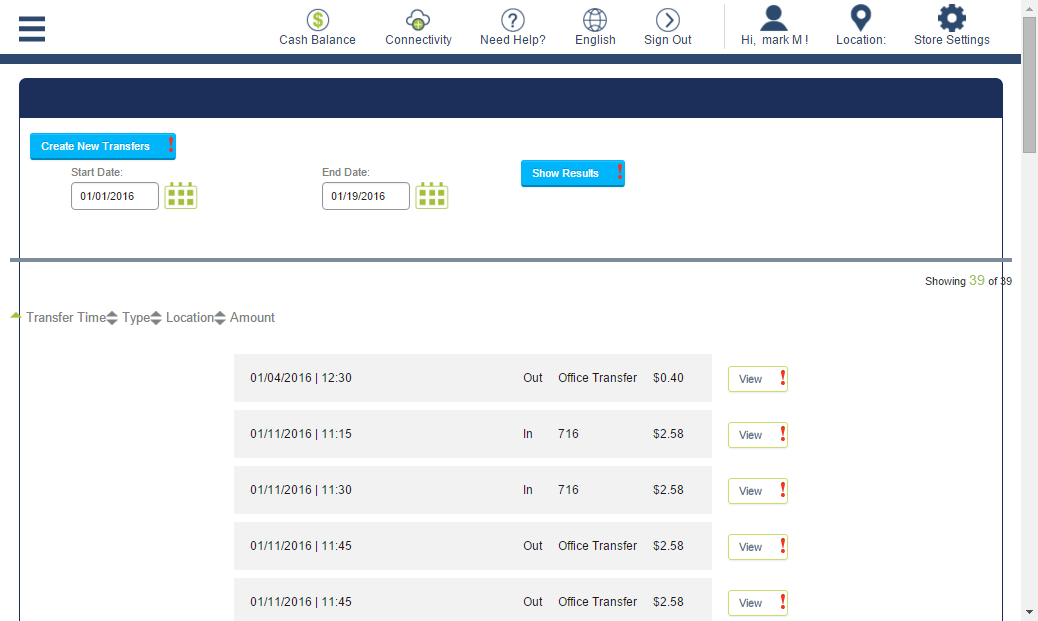 Cash Balance Connectivity Need Help? English Sign Out Hi, mark M ! Location: Store Settings
Create New Transfers !
Start Date: End Date:
Show Results !
01/01/2016 01/19/2016
Showing 39 of 39
Transfer Time Type Location Amount
01/04/2016 | 12:30 Out Office Transfer $0.40 View !
01/11/2016 | 11:15 In 716 $2.58 View !
01/11/2016 | 11:30 In 716 $2.58 View !
01/11/2016 | 11:45 Out Office Transfer $2.58 View !
01/11/2016 | 11:45 Out Office Transfer $2.58 View !